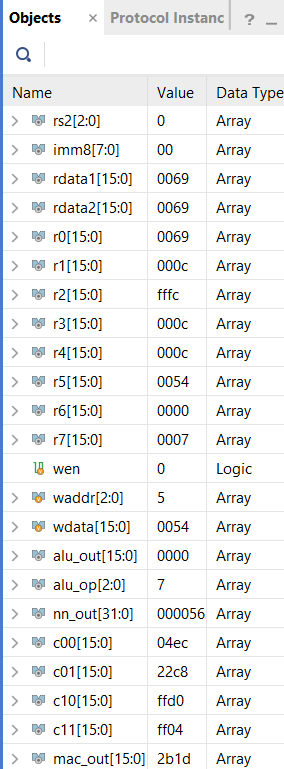 Objects × Protocol Instanc ? _
Name Value Data Type
rs2[2:0] 0 Array
imm8[7:0] 00 Array
rdata1[15:0] 0069 Array
rdata2[15:0] 0069 Array
r0[15:0] 0069 Array
r1[15:0] 000c Array
r2[15:0] fffc Array
r3[15:0] 000c Array
r4[15:0] 000c Array
r5[15:0] 0054 Array
r6[15:0] 0000 Array
r7[15:0] 0007 Array
wen 0 Logic
waddr[2:0] 5 Array
wdata[15:0] 0054 Array
alu_out[15:0] 0000 Array
alu_op[2:0] 7 Array
nn_out[31:0] 000056 Array
c00[15:0] 04ec Array
c01[15:0] 22c8 Array
c10[15:0] ffd0 Array
c11[15:0] ff04 Array
mac_out[15:0] 2b1d Array